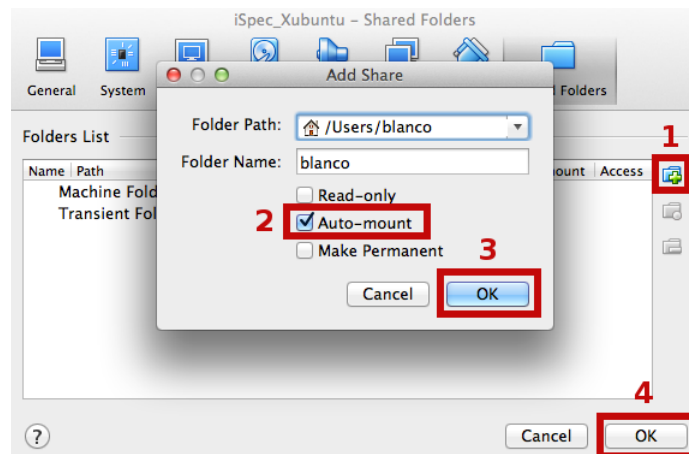 iSpec_Xubuntu – Shared Folders
General System Folders
Add Share
Folder Path: /Users/blanco
Folder Name: blanco
Read-only
2 Auto-mount
Make Permanent
3
Cancel OK
Folders List
1
Name Path ount Access
Machine Fold
Transient Fol
4
? Cancel OK